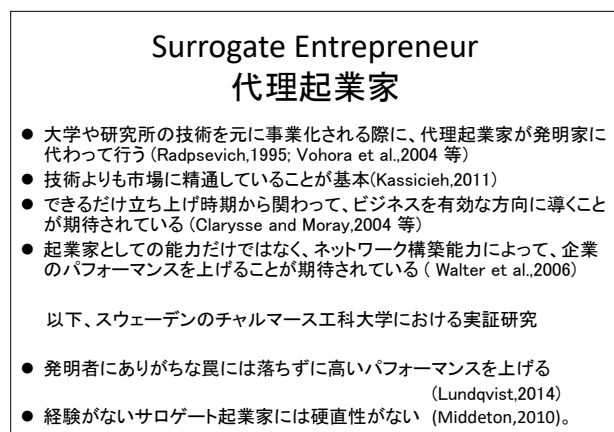 Surrogate Entrepreneur
代理起業家
● 大学や研究所の技術を元に事業化される際に、代理起業家が発明家に
代わって行う (Radpsevich,1995; Vohora et al.,2004 等)
● 技術よりも市場に精通していることが基本(Kassicieh,2011)
● できるだけ立ち上げ時期から関わって、ビジネスを有効な方向に導くこと
が期待されている (Clarysse and Moray,2004 等)
● 起業家としての能力だけではなく、ネットワーク構築能力によって、企業
のパフォーマンスを上げることが期待されている ( Walter et al.,2006)
以下、スウェーデンのチャルマース工科大学における実証研究
● 発明者にありがちな罠には落ちずに高いパフォーマンスを上げる
(Lundqvist,2014)
● 経験がないサロゲート起業家には硬直性がない (Middeton,2010)。